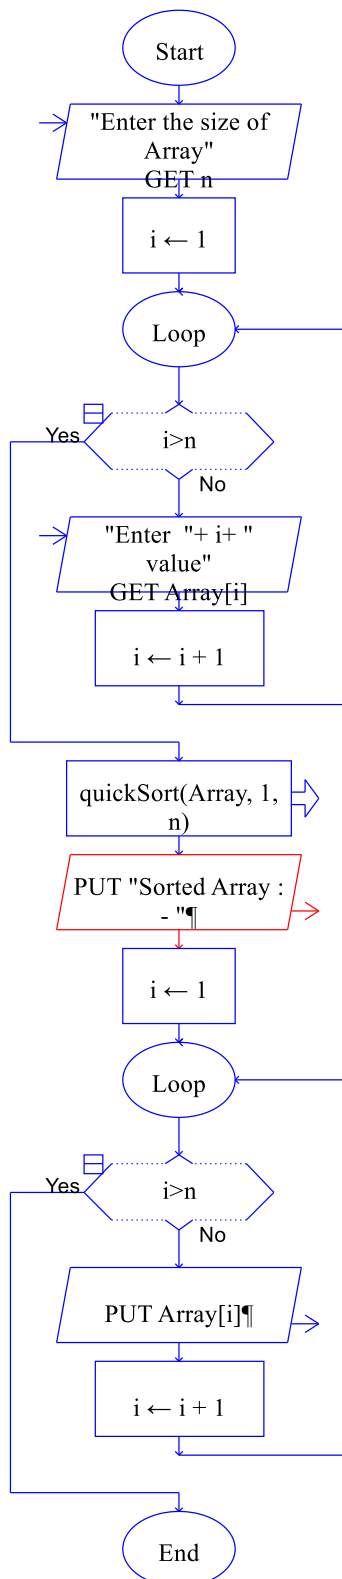 Start
"Enter the size of
Array"
GET n
i ← 1
Loop
i>n
Yes
No
"Enter  "+ i+ "
value"
GET Array[i]
i ← i + 1
quickSort(Array, 1,
n)
PUT "Sorted Array :
- "¶
i ← 1
Loop
i>n
Yes
No
PUT Array[i]¶
i ← i + 1
End